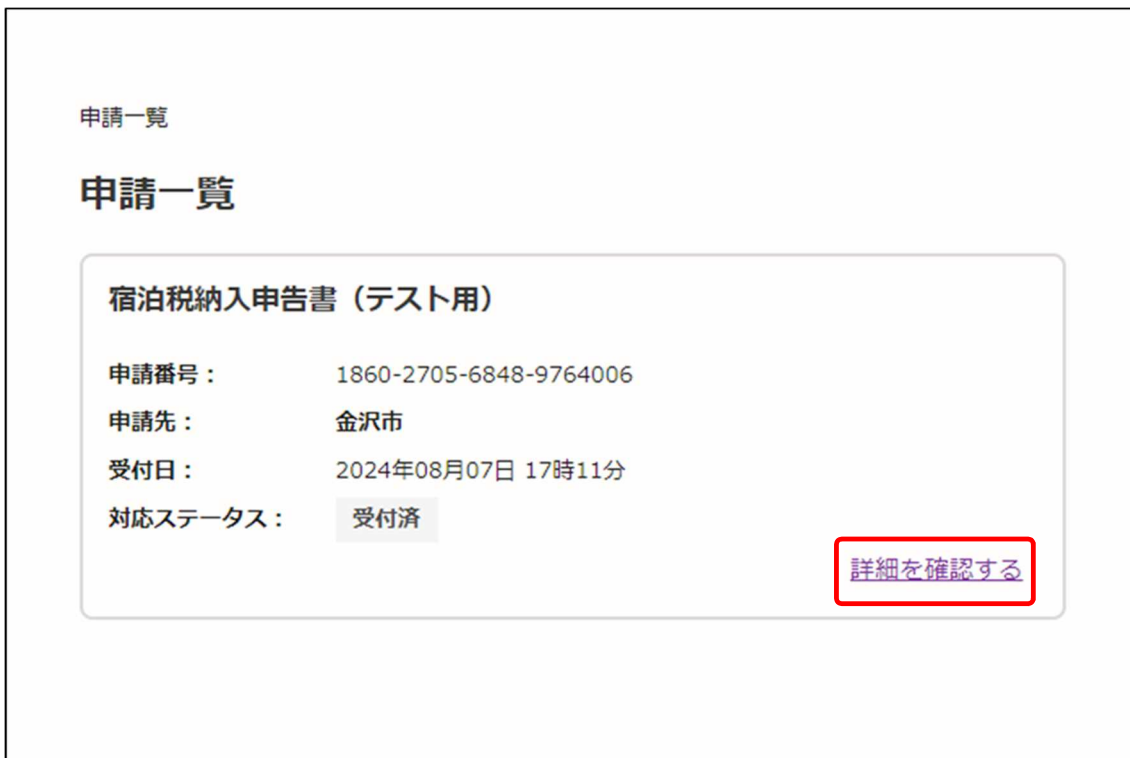 申請一覧
申請一覧
宿泊税納入申告書（テスト用）
申請番号： 1860-2705-6848-9764006
申請先： 金沢市
受付日： 2024年08月07日 17時11分
対応ステータス： 受付済
詳細を確認する